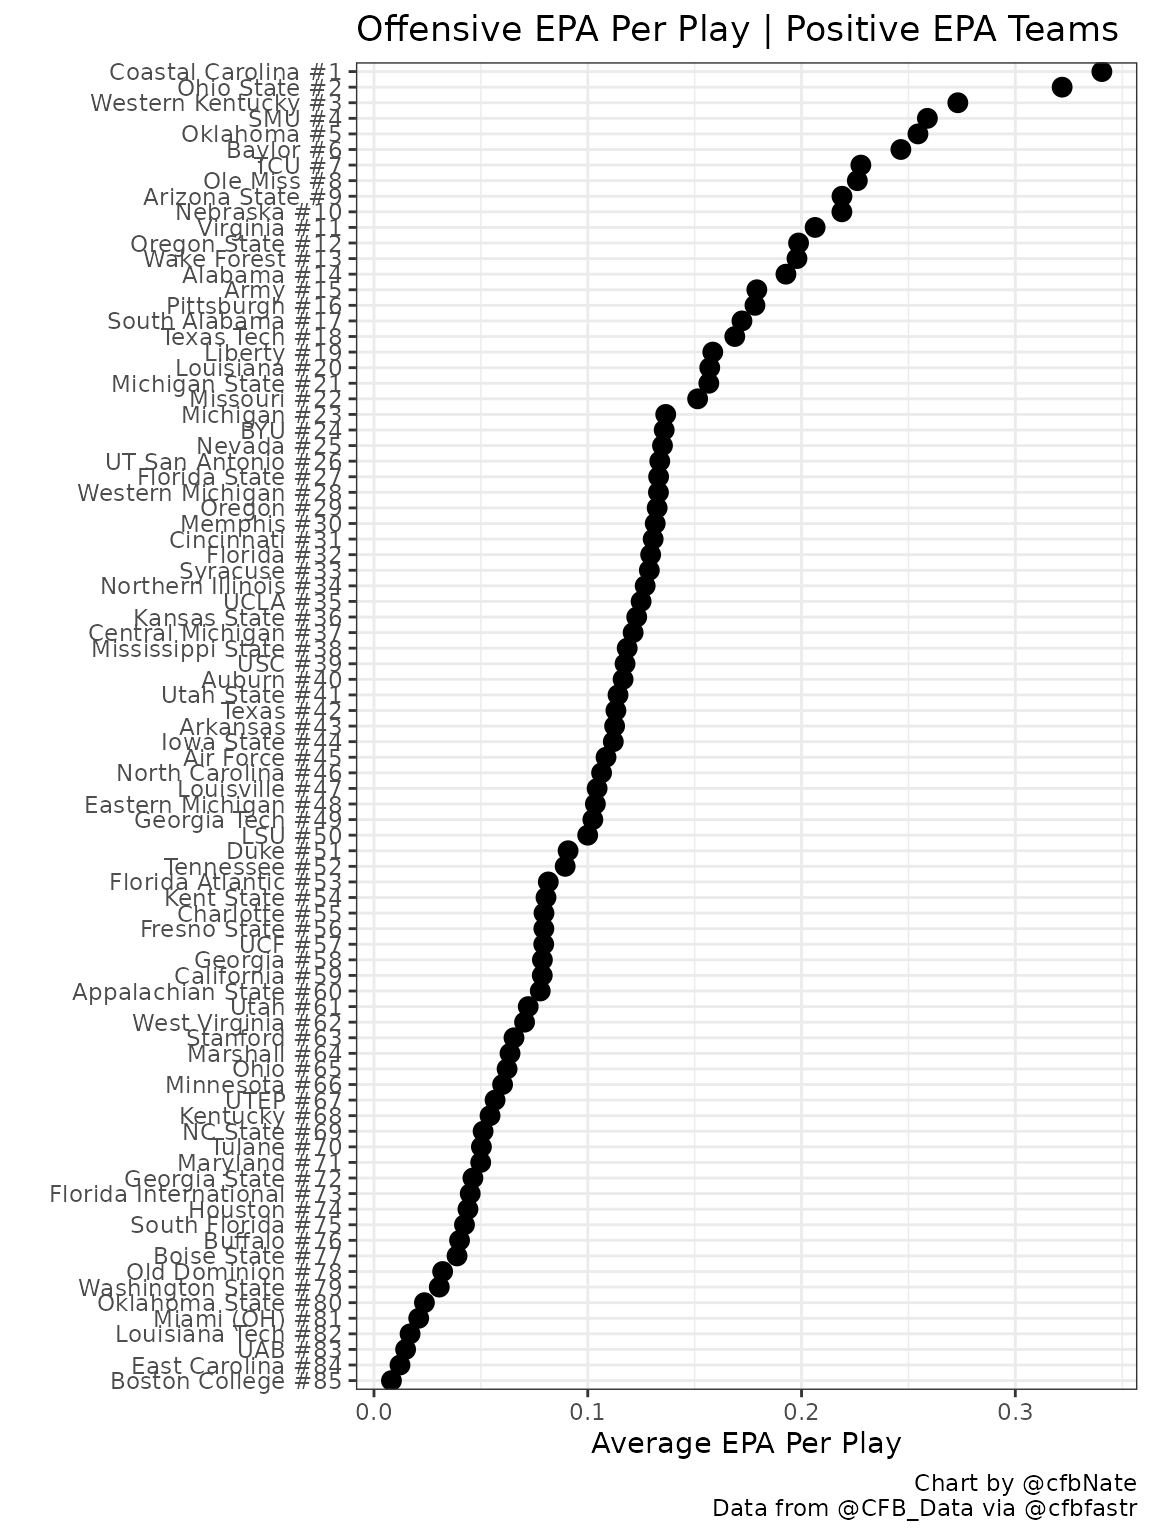 Offensive EPA Per Play | Positive EPA Teams
Coastal Carolina #1
Ohio State #2
Western Kentucky #3
SMU #4
Oklahoma #5
Baylor #6
TCU #7
Ole Miss #8
Arizona State #9
Nebraska #10
Virginia #11
Oregon State #12
Wake Forest #13
Alabama #14
Army #15
Pittsburgh #16
South Alabama #17
Texas Tech #18
Liberty #19
Louisiana #20
Michigan State #21
Missouri #22
Michigan #23
BYU #24
Nevada #25
UT San Antonio #26
Florida State #27
Western Michigan #28
Oregon #29
Memphis #30
Cincinnati #31
Florida #32
Syracuse #33
Northern Illinois #34
UCLA #35
Kansas State #36
Central Michigan #37
Mississippi State #38
USC #39
Auburn #40
Utah State #41
Texas #42
Arkansas #43
Iowa State #44
Air Force #45
North Carolina #46
Louisville #47
Eastern Michigan #48
Georgia Tech #49
LSU #50
Duke #51
Tennessee #52
Florida Atlantic #53
Kent State #54
Charlotte #55
Fresno State #56
UCF #57
Georgia #58
California #59
Appalachian State #60
Utah #61
West Virginia #62
Stanford #63
Marshall #64
Ohio #65
Minnesota #66
UTEP #67
Kentucky #68
NC State #69
Tulane #70
Maryland #71
Georgia State #72
Florida International #73
Houston #74
South Florida #75
Buffalo #76
Boise State #77
Old Dominion #78
Washington State #79
Oklahoma State #80
Miami (OH) #81
Louisiana Tech #82
UAB #83
East Carolina #84
Boston College #85
0.0 0.1 0.2 0.3
Average EPA Per Play
Chart by @cfbNate
Data from @CFB_Data via @cfbfastr